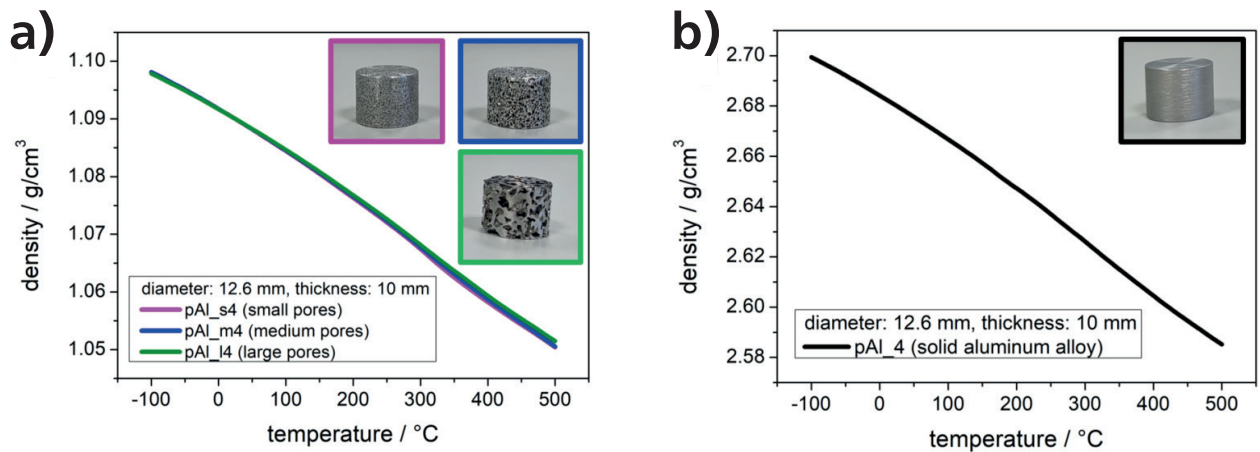 a)
1.10
1.09
1.08
1.07
1.06
1.05
density / g/cm³
diameter: 12.6 mm, thickness: 10 mm
pAl_s4 (small pores)
pAl_m4 (medium pores)
pAl_l4 (large pores)
-100 0 100 200 300 400 500
temperature / °C
b)
2.70
2.68
2.66
2.64
2.62
2.60
2.58
density / g/cm³
diameter: 12.6 mm, thickness: 10 mm
pAl_4 (solid aluminum alloy)
-100 0 100 200 300 400 500
temperature / °C